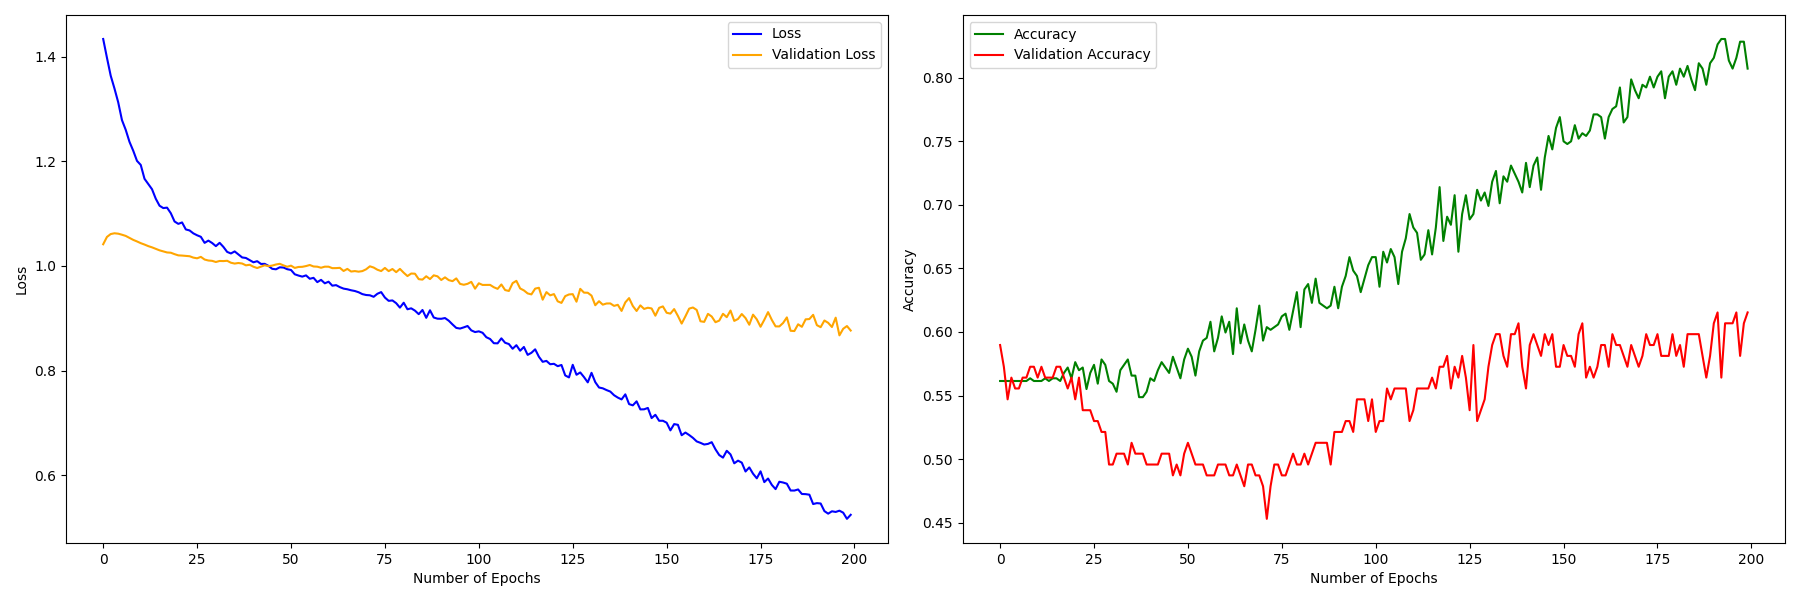 Loss
Validation Loss
1.4
1.2
1.0
0.8
0.6
Loss
0 25 50 75 100 125 150 175 200
Number of Epochs
Accuracy
Validation Accuracy
0.80
0.75
0.70
0.65
0.60
0.55
0.50
0.45
Accuracy
0 25 50 75 100 125 150 175 200
Number of Epochs